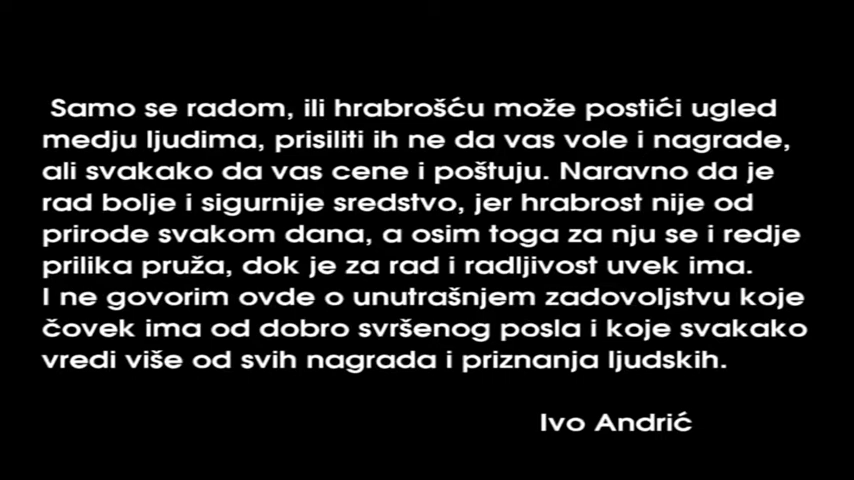 Samo se radom, ili hrabrošću može postići ugled
medju ljudima, prisiliti ih ne da vas vole i nagrade,
ali svakako da vas cene i poštuju. Naravno da je
rad bolje i sigurnije sredstvo, jer hrabrost nije od
prirode svakom dana, a osim toga za nju se i redje
prilika pruža, dok je za rad i radljivost uvek ima.
I ne govorim ovde o unutrašnjem zadovoljstvu koje
čovek ima od dobro svršenog posla i koje svakako
vredi više od svih nagrada i priznanja ljudskih.
Ivo Andrić